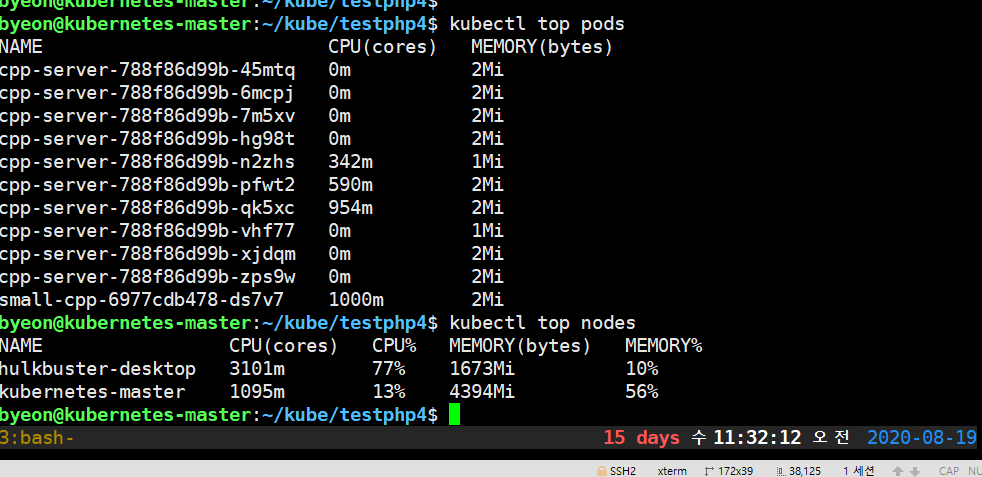 byeon@kubernetes-master:~/kube/testphp4$
byeon@kubernetes-master:~/kube/testphp4$ kubectl top pods
NAME CPU(cores) MEMORY(bytes)
cpp-server-788f86d99b-45mtq 0m 2Mi
cpp-server-788f86d99b-6mcpj 0m 2Mi
cpp-server-788f86d99b-7m5xv 0m 2Mi
cpp-server-788f86d99b-hg98t 0m 2Mi
cpp-server-788f86d99b-n2zhs 342m 1Mi
cpp-server-788f86d99b-pfwt2 590m 2Mi
cpp-server-788f86d99b-qk5xc 954m 2Mi
cpp-server-788f86d99b-vhf77 0m 1Mi
cpp-server-788f86d99b-xjdqm 0m 2Mi
cpp-server-788f86d99b-zps9w 0m 2Mi
small-cpp-6977cdb478-ds7v7 1000m 2Mi
byeon@kubernetes-master:~/kube/testphp4$ kubectl top nodes
NAME CPU(cores) CPU% MEMORY(bytes) MEMORY%
hulkbuster-desktop 3101m 77% 1673Mi 10%
kubernetes-master 1095m 13% 4394Mi 56%
byeon@kubernetes-master:~/kube/testphp4$
3:bash- 15 days 수 11:32:12 오전 2020-08-19
SSH2 xterm 172x39 38,125 1 세션 CAP NU